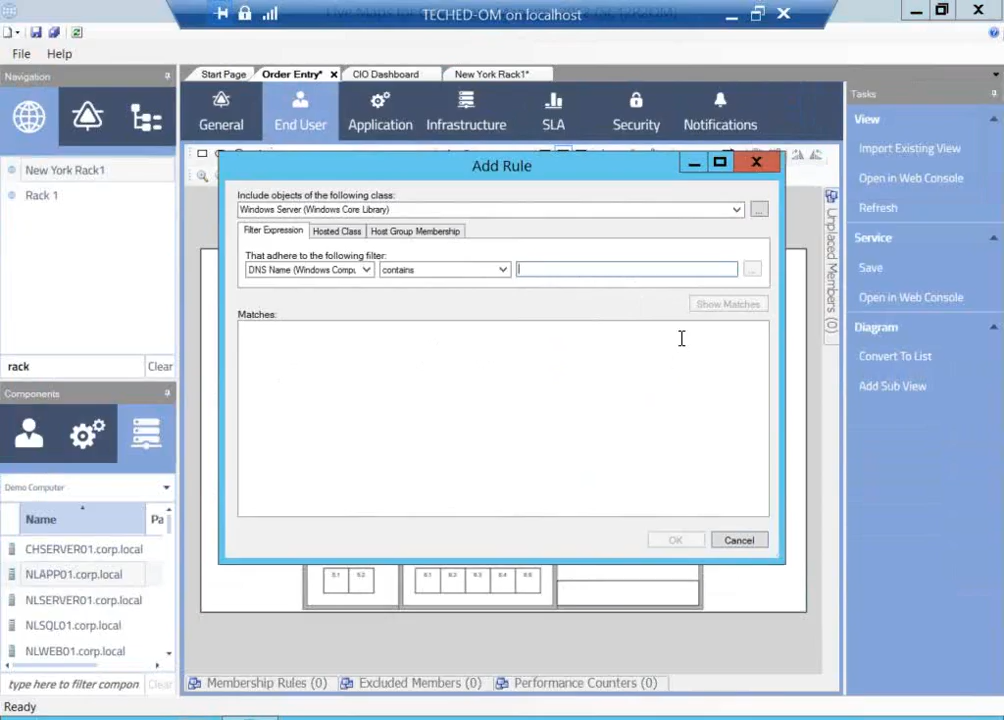 TECHED-OM on localhost
File Help
Navigation
New York Rack1
Rack 1
rack Clear
Components
Demo Computer
Name Pa
CHSERVER01.corp.local
NLAPP01.corp.local
NLSERVER01.corp.local
NLSQL01.corp.local
NLWEB01.corp.local
type here to filter compon Clear
Ready
Start Page Order Entry* CIO Dashboard New York Rack1*
General End User Application Infrastructure SLA Security Notifications
Add Rule
Include objects of the following class:
Windows Server (Windows Core Library)
...
Filter Expression Hosted Class Host Group Membership
That adhere to the following filter:
DNS Name (Windows Compu contains
...
Show Matches
Matches:
OK Cancel
Unplaced Members (0)
Membership Rules (0) Excluded Members (0) Performance Counters (0)
Tasks
View
Import Existing View
Open in Web Console
Refresh
Service
Save
Open in Web Console
Diagram
Convert To List
Add Sub View